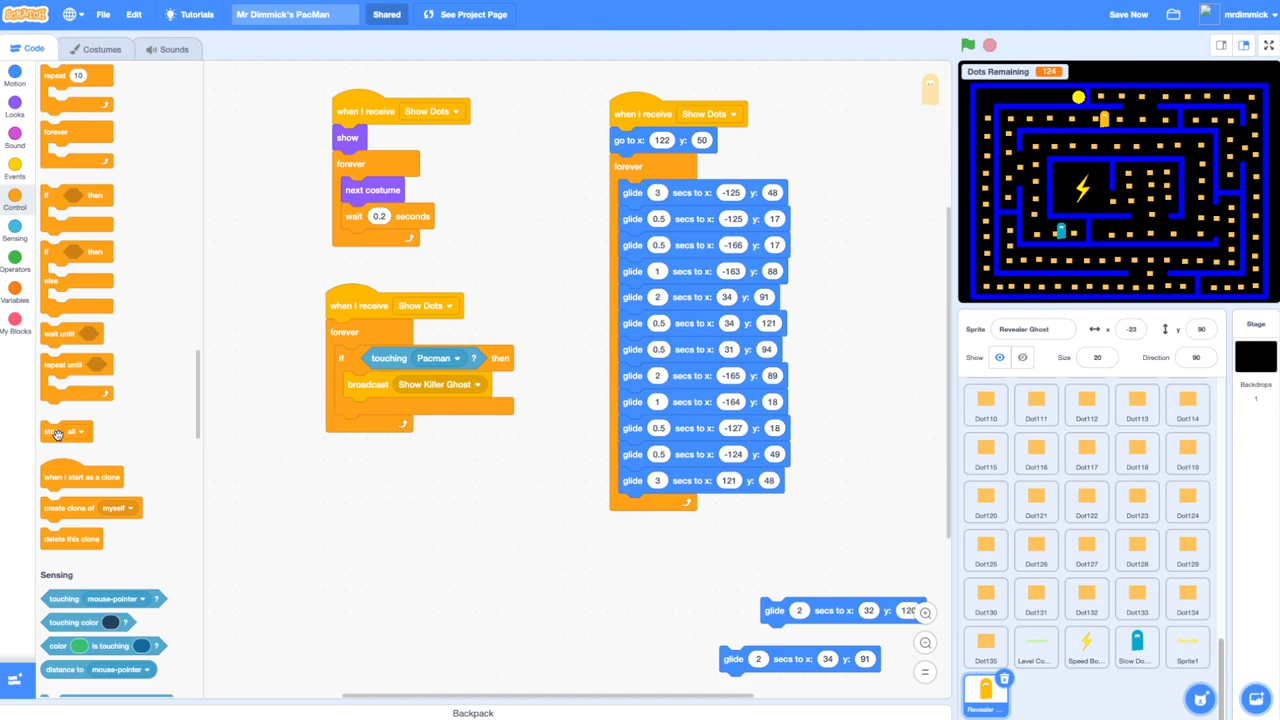 SCRATCH File Edit Tutorials Mr Dimmick's PacMan Shared See Project Page Save Now mrdimmick
Code Costumes Sounds
Motion
Looks
Sound
Events
Control
Sensing
Operators
Variables
My Blocks
repeat 10
forever
if then
if then
else
wait until
repeat until
all
when I start as a clone
create clone of myself
delete this clone
Sensing
touching mouse-pointer ?
touching color ?
color is touching ?
distance to mouse-pointer
when I receive Show Dots
show
forever
next costume
wait 0.2 seconds
when I receive Show Dots
forever
if touching Pacman ? then
broadcast Show Killer Ghost
when I receive Show Dots
go to x: 122 y: 50
forever
glide 3 secs to x: -125 y: 48
glide 0.5 secs to x: -125 y: 17
glide 0.5 secs to x: -166 y: 17
glide 1 secs to x: -163 y: 88
glide 2 secs to x: 34 y: 91
glide 0.5 secs to x: 34 y: 121
glide 0.5 secs to x: 31 y: 94
glide 2 secs to x: -165 y: 89
glide 1 secs to x: -164 y: 18
glide 0.5 secs to x: -127 y: 18
glide 0.5 secs to x: -124 y: 49
glide 3 secs to x: 121 y: 48
glide 2 secs to x: 32 y: 120
glide 2 secs to x: 34 y: 91
Backpack
Dots Remaining 124
Sprite Revealer Ghost x -23 y 90
Show Size 20 Direction 90
Stage
Backdrops
1
Dot110 Dot111 Dot112 Dot113 Dot114
Dot115 Dot116 Dot117 Dot118 Dot119
Dot120 Dot121 Dot122 Dot123 Dot124
Dot125 Dot126 Dot127 Dot128 Dot129
Dot130 Dot131 Dot132 Dot133 Dot134
Dot135 Level Co... Speed Bo... Slow Do... Sprite1
Revealer ...